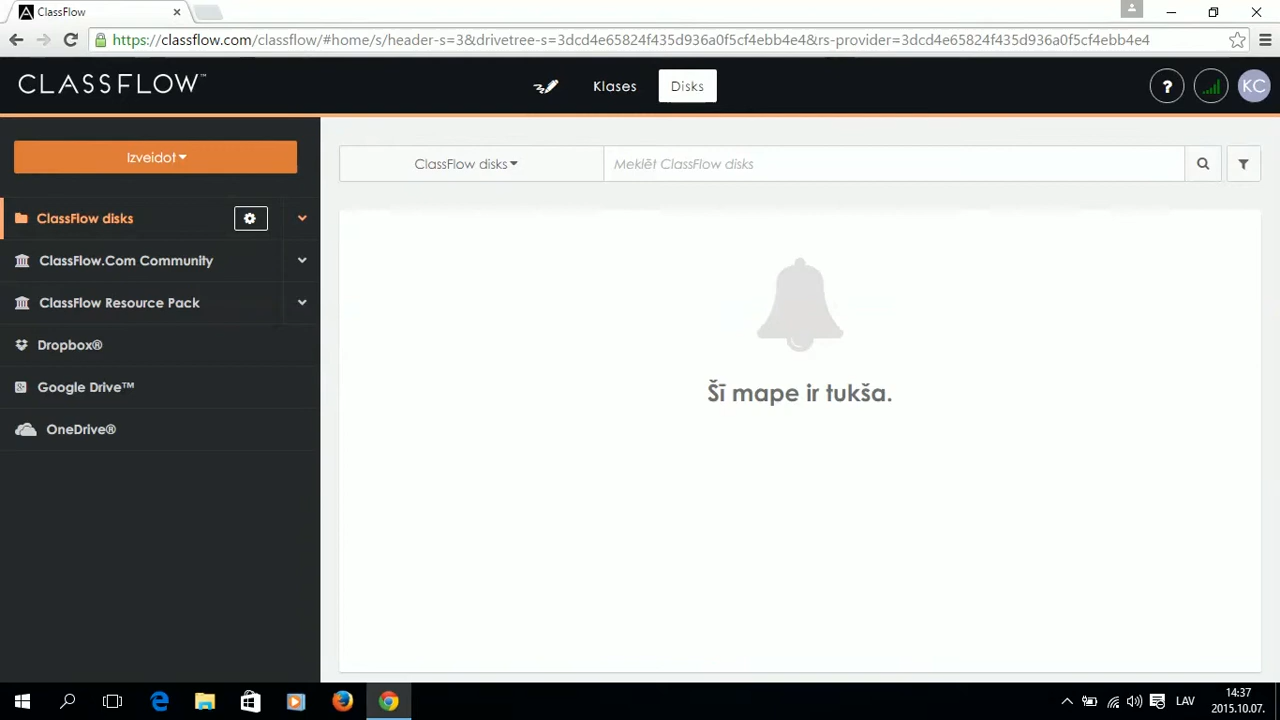 ClassFlow
https://classflow.com/classflow/#home/s/header-s=3&drivetree-s=3dcd4e65824f435d936a0f5cf4ebb4e4&rs-provider=3dcd4e65824f435d936a0f5cf4ebb4e4
CLASSFLOW™
Klases
Disks
?
KC
Izveidot
ClassFlow disks
Meklēt ClassFlow disks
ClassFlow disks
ClassFlow.Com Community
ClassFlow Resource Pack
Dropbox®
Google Drive™
OneDrive®
Šī mape ir tukša.
LAV
14:37
2015.10.07.